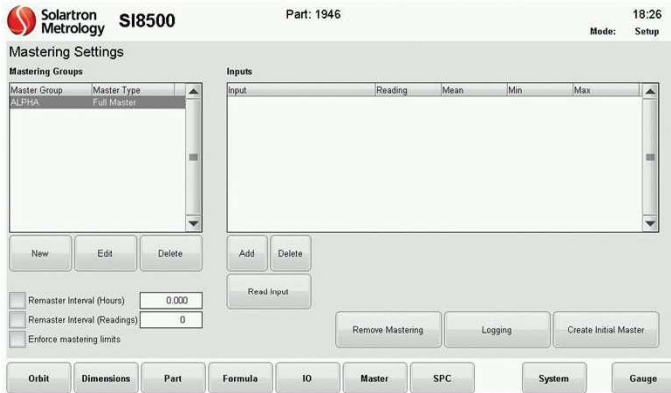 Solartron
Metrology
SI8500
Part: 1946
18:26
Mode: Setup
Mastering Settings
Mastering Groups
Inputs
Master Group Master Type
ALPHA Full Master
Input Reading Mean Min Max
New Edit Delete
Add Delete
Read Input
Remaster Interval (Hours) 0.000
Remaster Interval (Readings) 0
Enforce mastering limits
Remove Mastering Logging Create Initial Master
Orbit Dimensions Part Formula IO Master SPC System Gauge